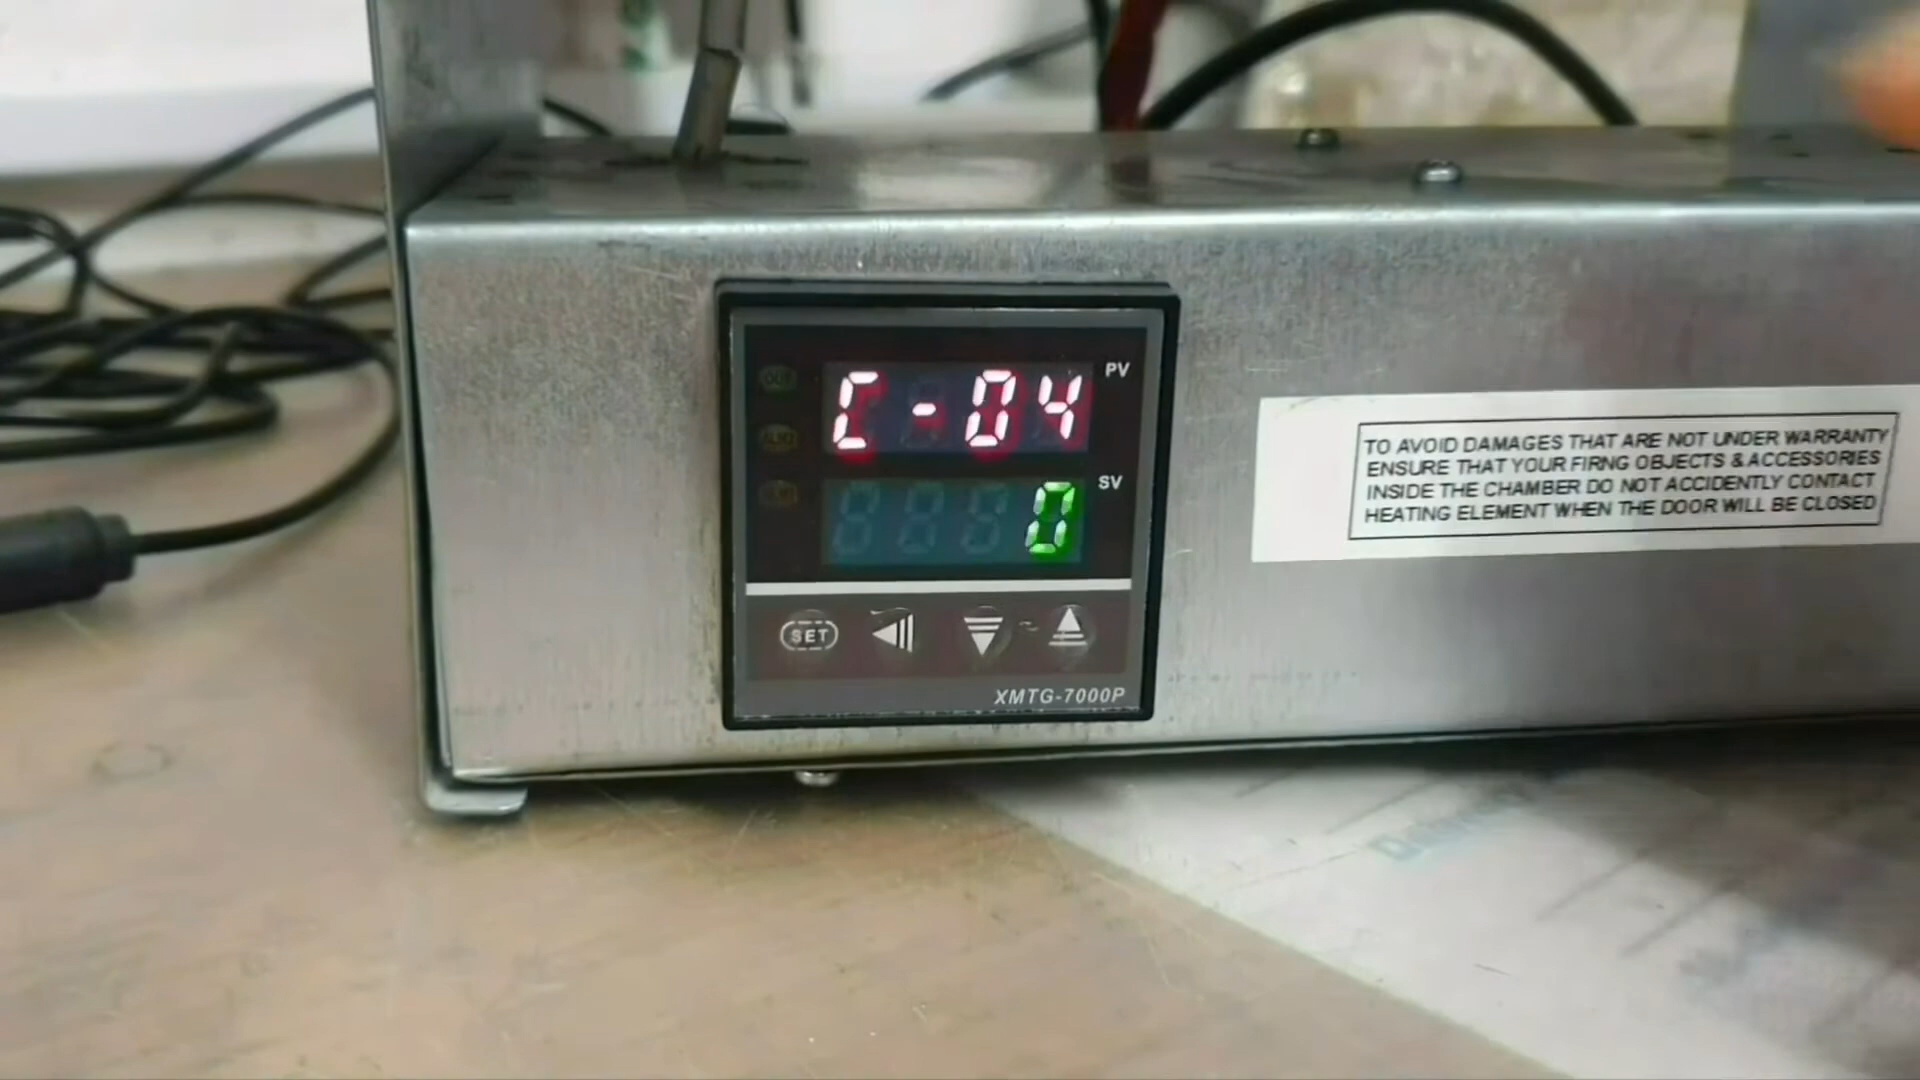 C-04
PV
0
SV
SET
XMTG-7000P
TO AVOID DAMAGES THAT ARE NOT UNDER WARRANTY
ENSURE THAT YOUR FIRNG OBJECTS & ACCESSORIES
INSIDE THE CHAMBER DO NOT ACCIDENTLY CONTACT
HEATING ELEMENT WHEN THE DOOR WILL BE CLOSED